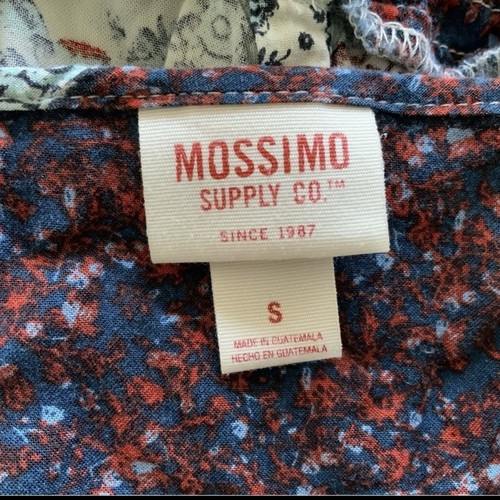 MOSSIMO
SUPPLY CO.™
SINCE 1987
S
MADE IN GUATEMALA
HECHO EN GUATEMALA